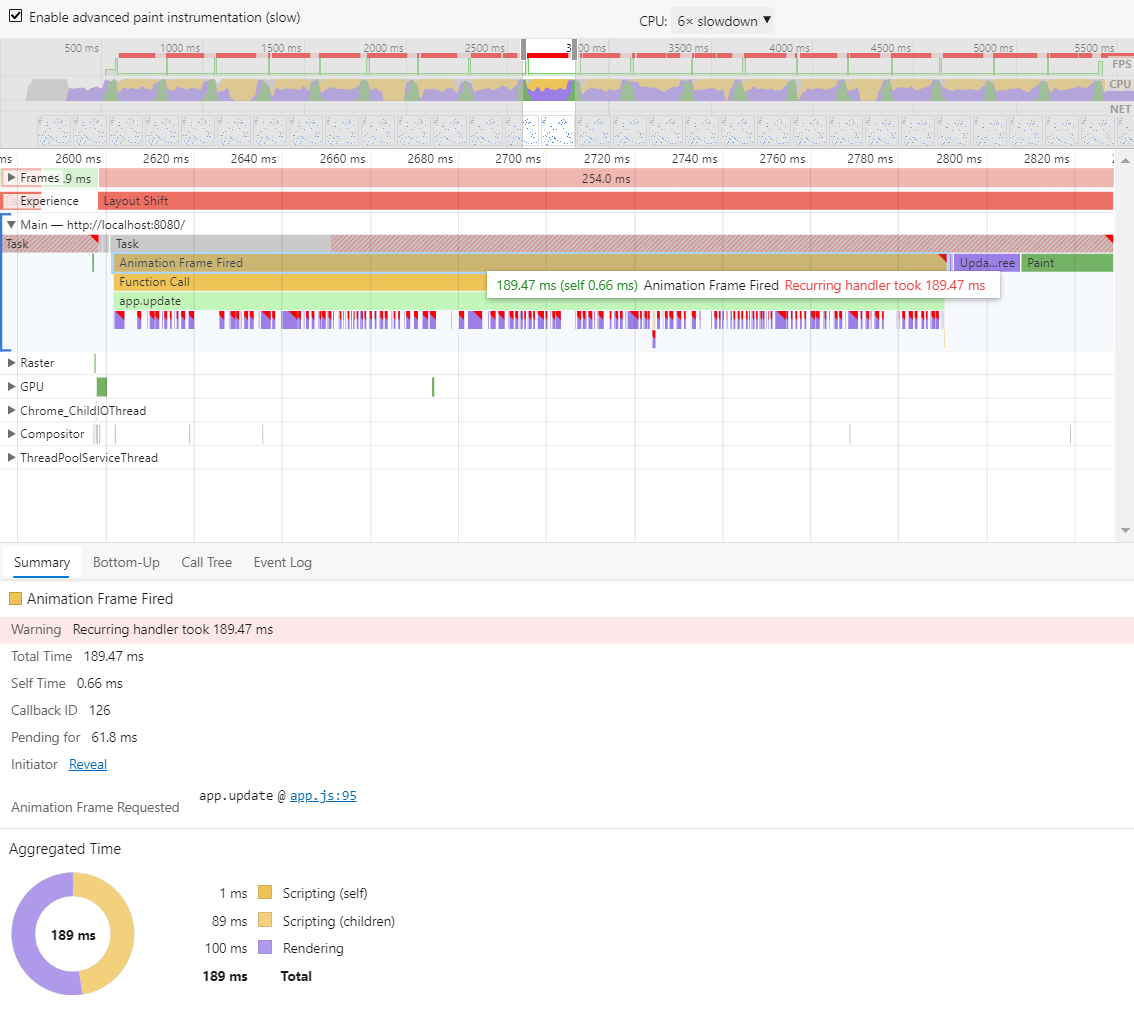 Enable advanced paint instrumentation (slow)
CPU: 6× slowdown ▼
500 ms 1000 ms 1500 ms 2000 ms 2500 ms 3500 ms 4000 ms 4500 ms 5000 ms 5500 ms
FPS
CPU
NET
ms 2600 ms 2620 ms 2640 ms 2660 ms 2680 ms 2700 ms 2720 ms 2740 ms 2760 ms 2780 ms 2800 ms 2820 ms
Frames .9 ms 254.0 ms
Experience Layout Shift
Main — http://localhost:8080/
Task Task
Animation Frame Fired Upda...ree Paint
Function Call
189.47 ms (self 0.66 ms) Animation Frame Fired Recurring handler took 189.47 ms
app.update
Raster
GPU
Chrome_ChildIOThread
Compositor
ThreadPoolServiceThread
Summary Bottom-Up Call Tree Event Log
Animation Frame Fired
Warning Recurring handler took 189.47 ms
Total Time 189.47 ms
Self Time 0.66 ms
Callback ID 126
Pending for 61.8 ms
Initiator Reveal
app.update @ app.js:95
Animation Frame Requested
Aggregated Time
189 ms
1 ms Scripting (self)
89 ms Scripting (children)
100 ms Rendering
189 ms Total